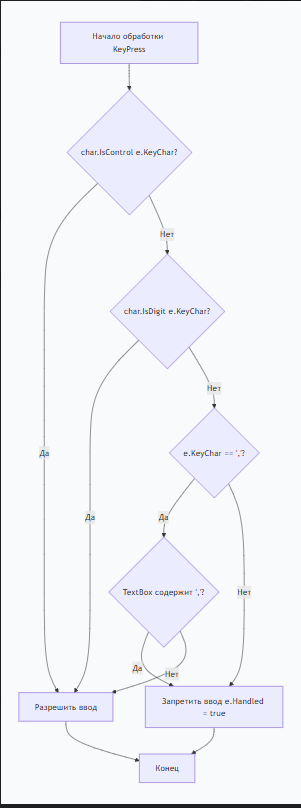 Начало обработки
KeyPress
char.IsControl e.KeyChar?
Нет
char.IsDigit e.KeyChar?
Нет
Да
e.KeyChar == ','?
Да
Да
Нет
TextBox содержит ','?
Да
Нет
Разрешить ввод
Запретить ввод e.Handled
= true
Конец